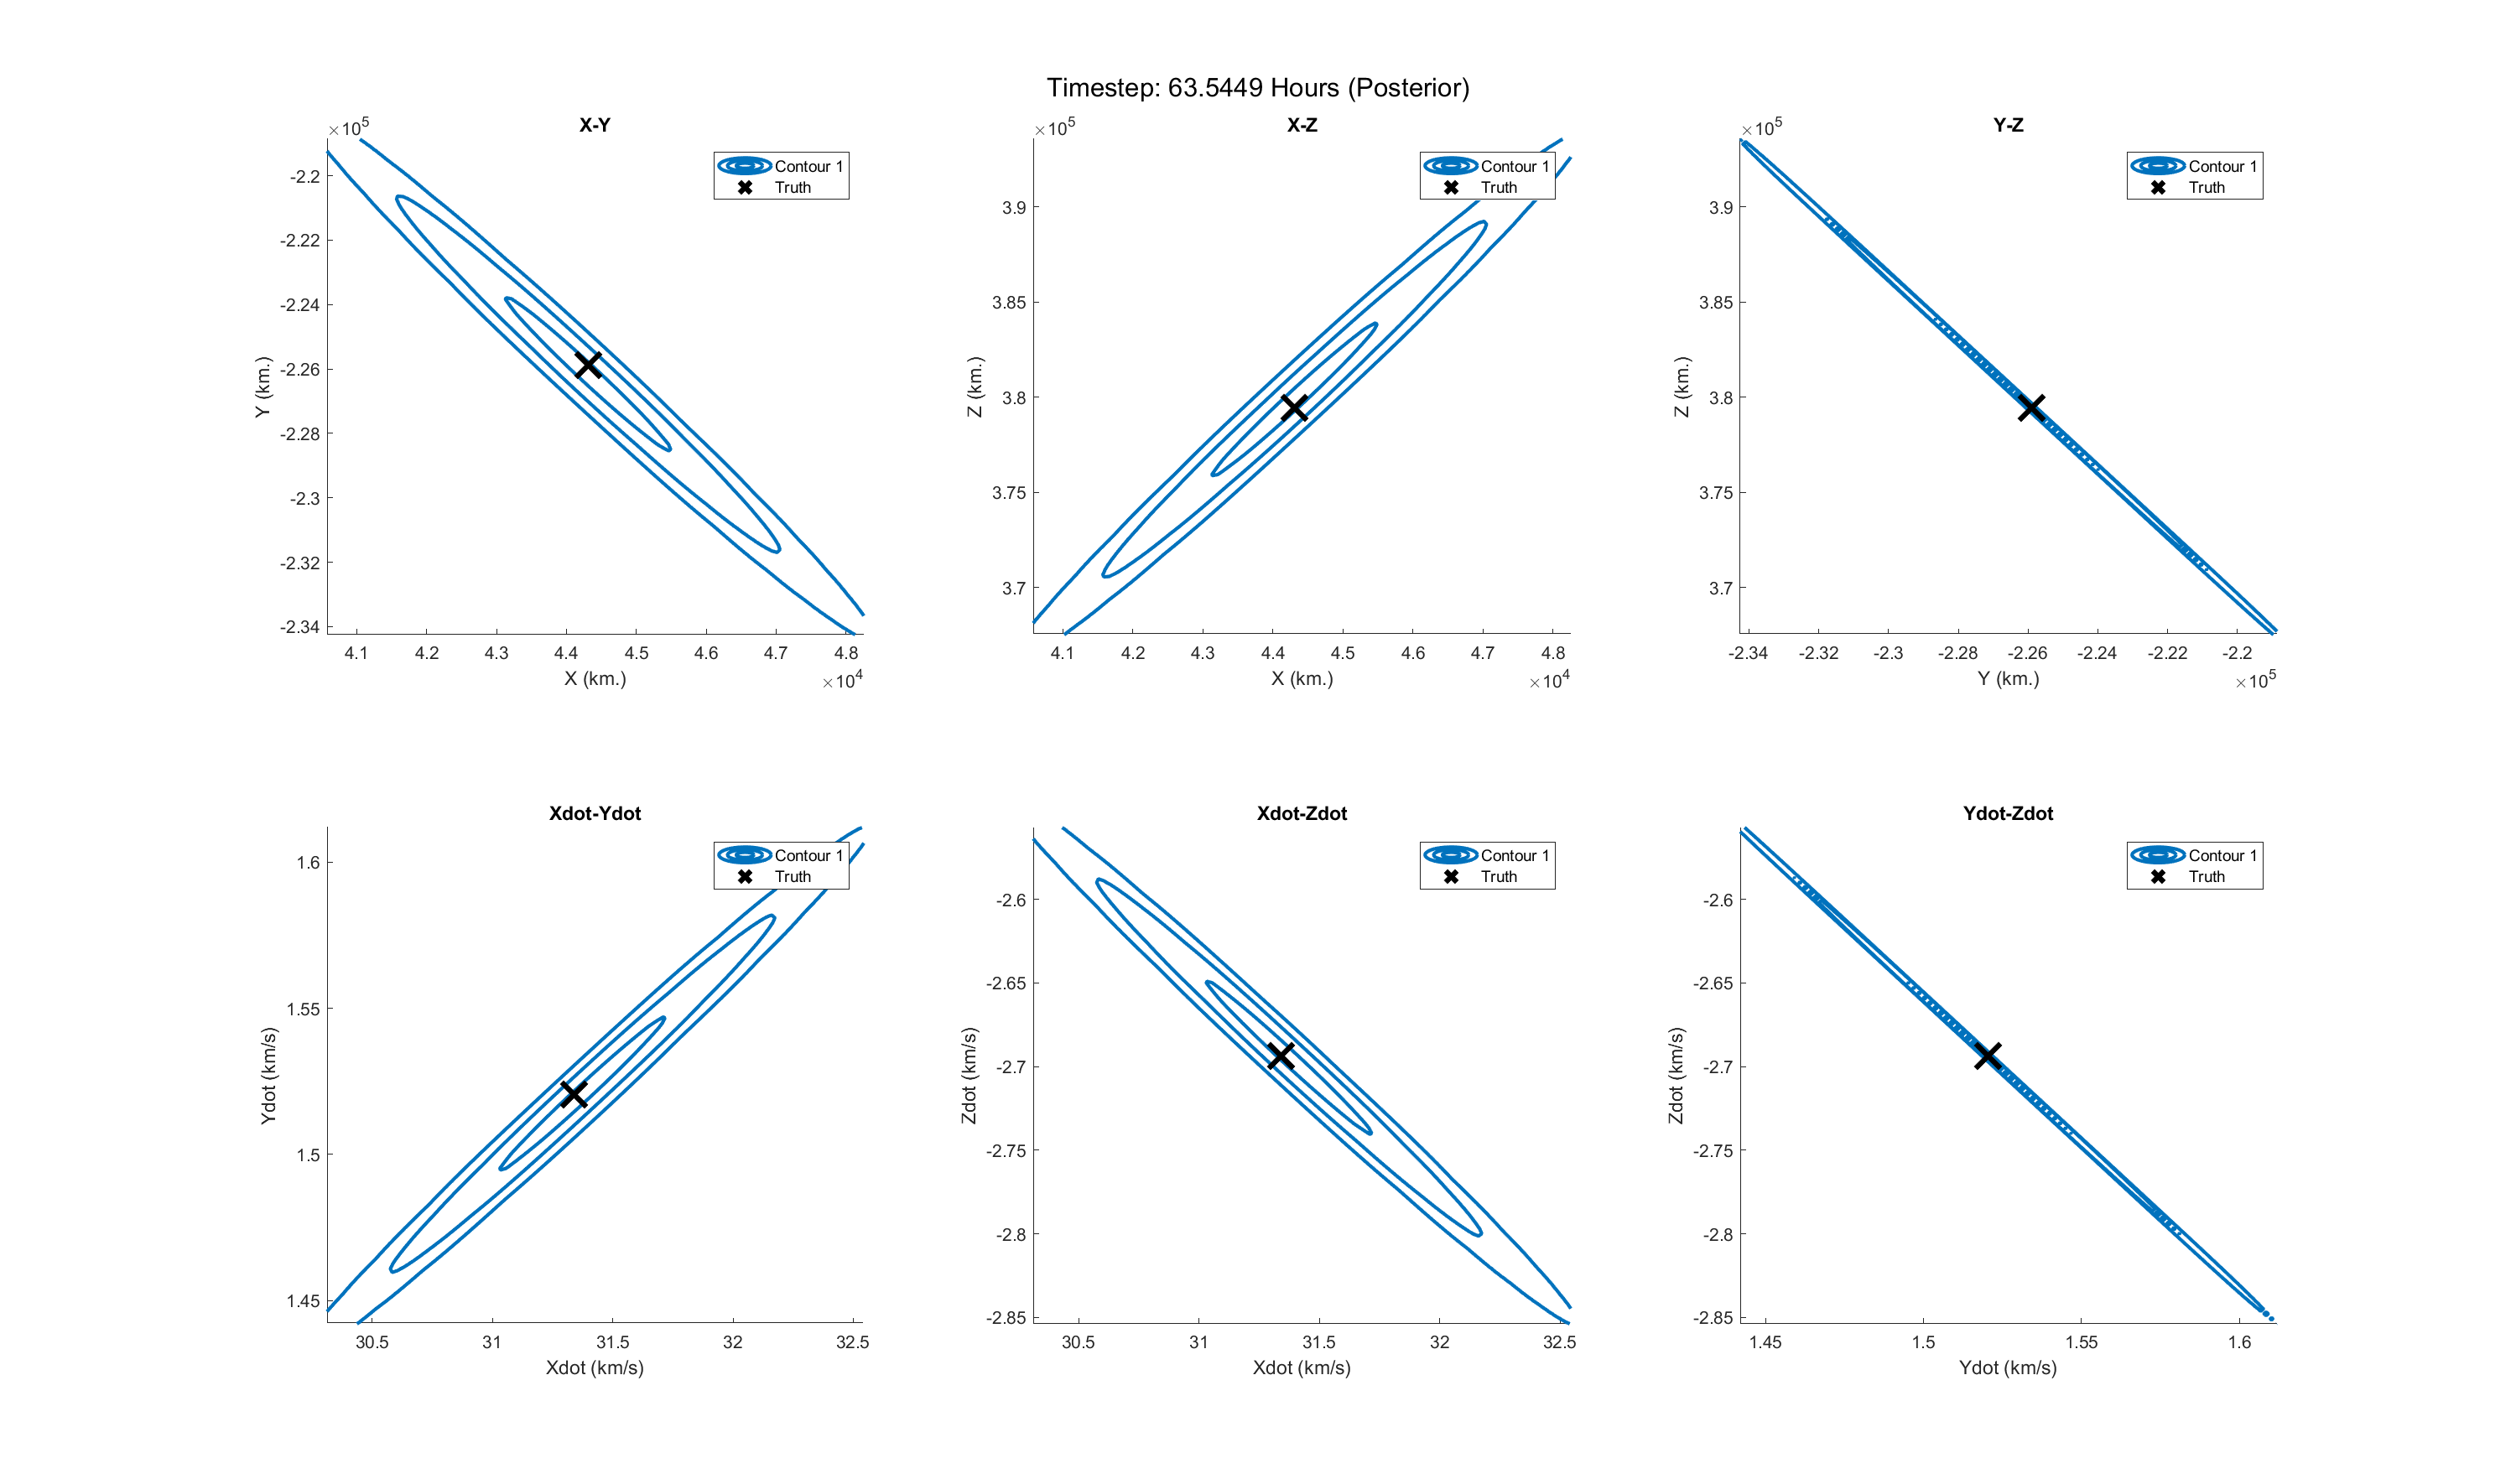 Timestep: 63.5449 Hours (Posterior)
X-Y
×10^5
-2.2
-2.22
-2.24
-2.26
-2.28
-2.3
-2.32
-2.34
Y (km.)
4.1 4.2 4.3 4.4 4.5 4.6 4.7 4.8
X (km.)
×10^4
Contour 1
Truth
X-Z
×10^5
3.9
3.85
3.8
3.75
3.7
Z (km.)
4.1 4.2 4.3 4.4 4.5 4.6 4.7 4.8
X (km.)
×10^4
Contour 1
Truth
Y-Z
×10^5
3.9
3.85
3.8
3.75
3.7
Z (km.)
-2.34 -2.32 -2.3 -2.28 -2.26 -2.24 -2.22 -2.2
Y (km.)
×10^5
Contour 1
Truth
Xdot-Ydot
1.6
1.55
1.5
1.45
Ydot (km/s)
30.5 31 31.5 32 32.5
Xdot (km/s)
Contour 1
Truth
Xdot-Zdot
-2.6
-2.65
-2.7
-2.75
-2.8
-2.85
Zdot (km/s)
30.5 31 31.5 32 32.5
Xdot (km/s)
Contour 1
Truth
Ydot-Zdot
-2.6
-2.65
-2.7
-2.75
-2.8
-2.85
Zdot (km/s)
1.45 1.5 1.55 1.6
Ydot (km/s)
Contour 1
Truth